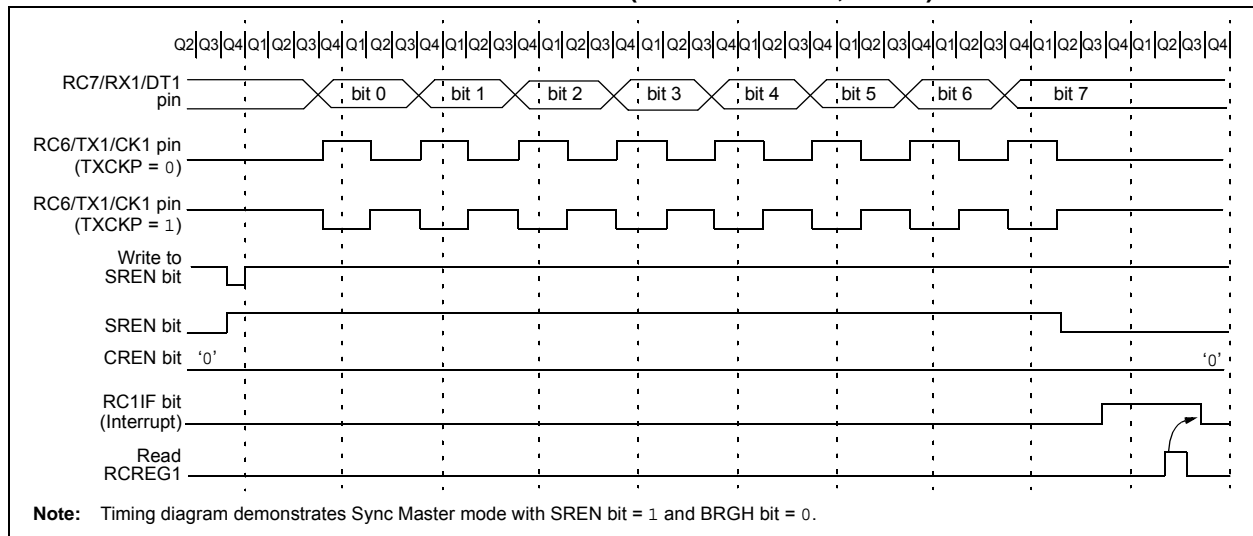 Q2 Q3 Q4 Q1 Q2 Q3 Q4 Q1 Q2 Q3 Q4 Q1 Q2 Q3 Q4 Q1 Q2 Q3 Q4 Q1 Q2 Q3 Q4 Q1 Q2 Q3 Q4 Q1 Q2 Q3 Q4 Q1 Q2 Q3 Q4 Q1 Q2 Q3 Q4 Q1 Q2 Q3 Q4
RC7/RX1/DT1
pin
bit 0 bit 1 bit 2 bit 3 bit 4 bit 5 bit 6 bit 7
RC6/TX1/CK1 pin
(TXCKP = 0)
RC6/TX1/CK1 pin
(TXCKP = 1)
Write to
SREN bit
SREN bit
CREN bit ‘0’ ‘0’
RC1IF bit
(Interrupt)
Read
RCREG1
Note: Timing diagram demonstrates Sync Master mode with SREN bit = 1 and BRGH bit = 0.